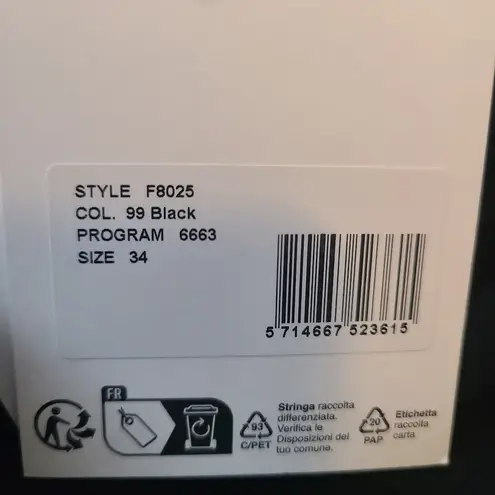 STYLE F8025
COL. 99 Black
PROGRAM 6663
SIZE 34
5 714667 523615
FR
93
C/PET
Stringa raccolta
differenziata.
Verifica le
Disposizioni del
tuo comune.
20
PAP
Etichetta
raccolta
carta.